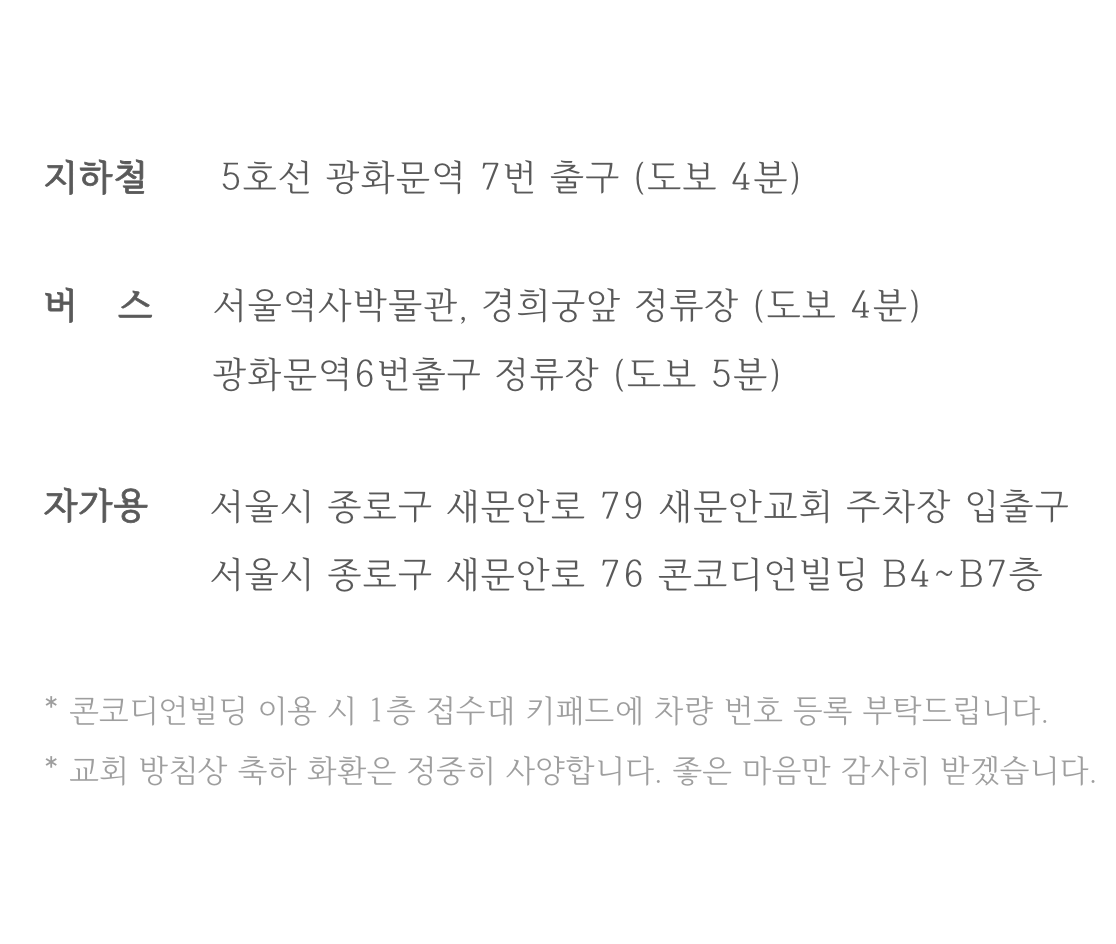 지하철 5호선 광화문역 7번 출구 (도보 4분)
버 스 서울역사박물관, 경희궁앞 정류장 (도보 4분)
광화문역6번출구 정류장 (도보 5분)
자가용 서울시 종로구 새문안로 79 새문안교회 주차장 입출구
서울시 종로구 새문안로 76 콘코디언빌딩 B4~B7층
* 콘코디언빌딩 이용 시 1층 접수대 키패드에 차량 번호 등록 부탁드립니다.
* 교회 방침상 축하 화환은 정중히 사양합니다. 좋은 마음만 감사히 받겠습니다.